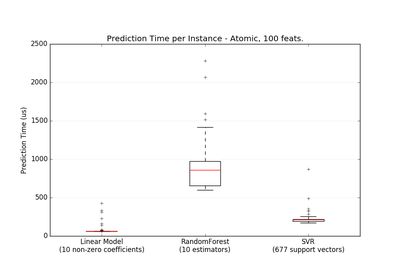 Prediction Time per Instance - Atomic, 100 feats.
2500
2000
1500
1000
500
0
Prediction Time (us)
Linear Model
(10 non-zero coefficients)
RandomForest
(10 estimators)
SVR
(677 support vectors)